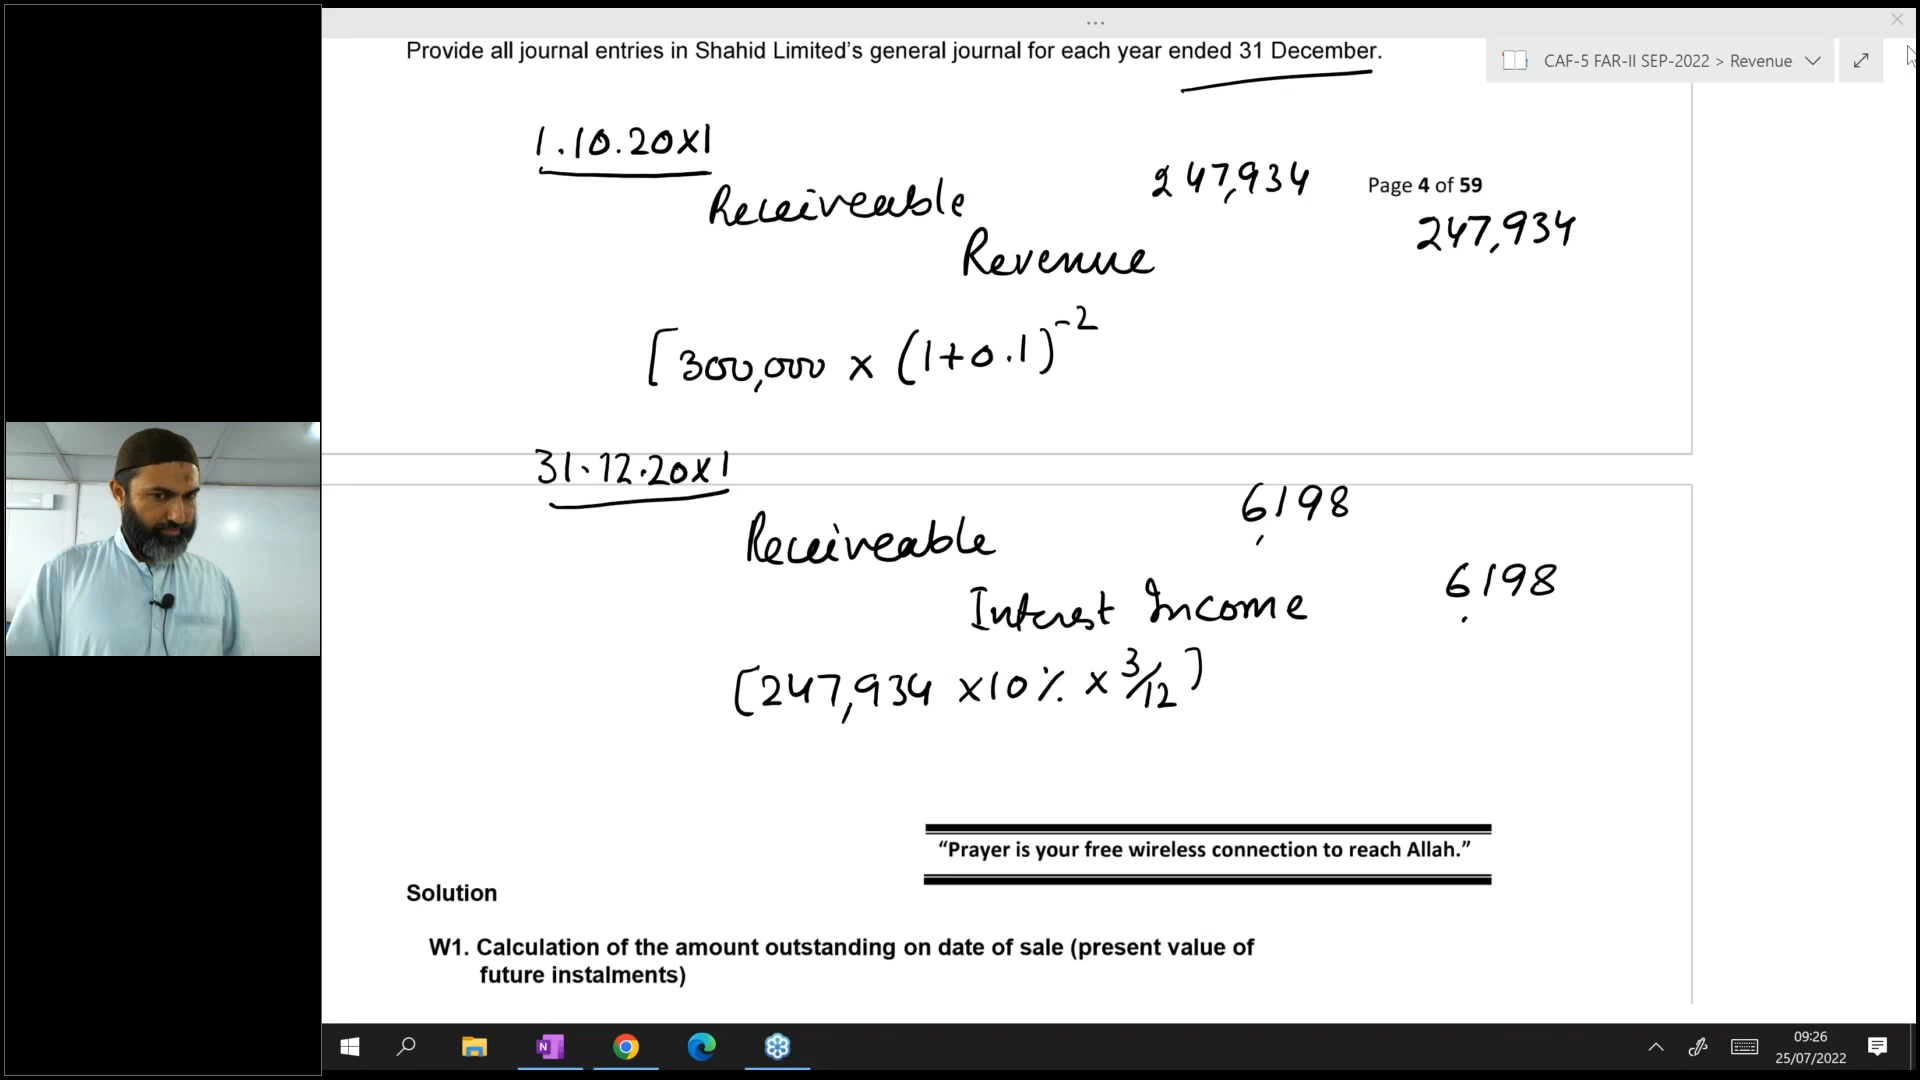 Provide all journal entries in Shahid Limited's general journal for each year ended 31 December.
CAF-5 FAR-II SEP-2022 > Revenue
1.10.20X1
Receiveable 247,934
Page 4 of 59
Revenue 247,934
[300,000 x (1+0.1)-2
31.12.20X1
Receiveable 6198
Interest Income 6198
[247,934 x10% x 3/12]
“Prayer is your free wireless connection to reach Allah.”
Solution
W1. Calculation of the amount outstanding on date of sale (present value of
future instalments)
09:26
25/07/2022